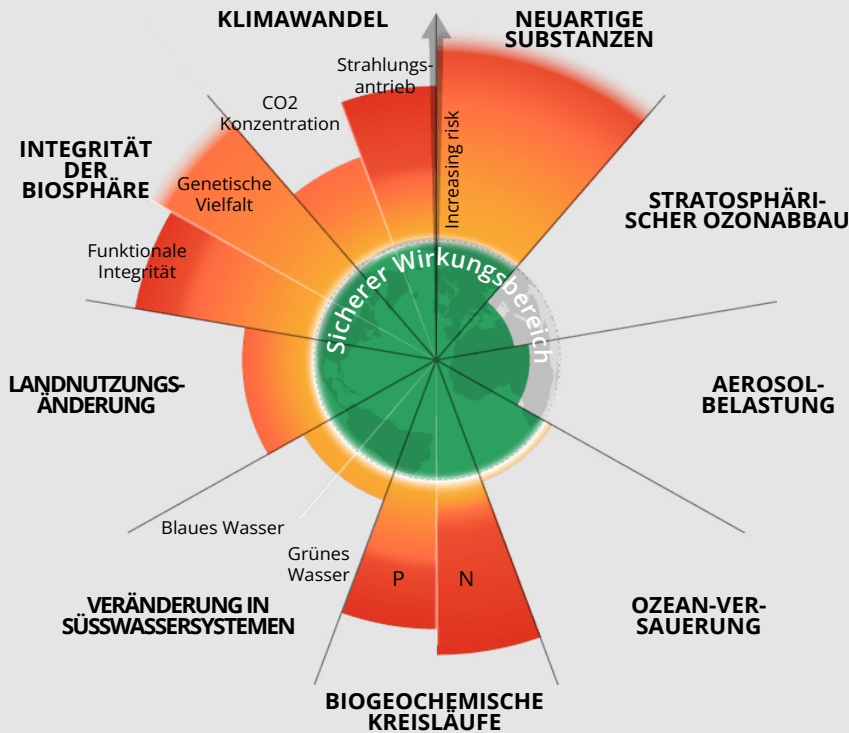 KLIMAWANDEL
NEUARTIGE
SUBSTANZEN
Strahlungs-
antrieb
CO2
Konzentration
Increasing risk
INTEGRITÄT
DER
BIOSPHÄRE
Genetische
Vielfalt
Funktionale
Integrität
STRATOSPHÄRI-
SCHER OZONABBAU
Sicherer Wirkungsbereich
LANDNUTZUNGS-
ÄNDERUNG
AEROSOL-
BELASTUNG
Blaues Wasser
Grünes
Wasser
P
N
VERÄNDERUNG IN
SÜSSWASSERSYSTEMEN
OZEAN-VER-
SAUERUNG
BIOGEOCHEMISCHE
KREISLÄUFE